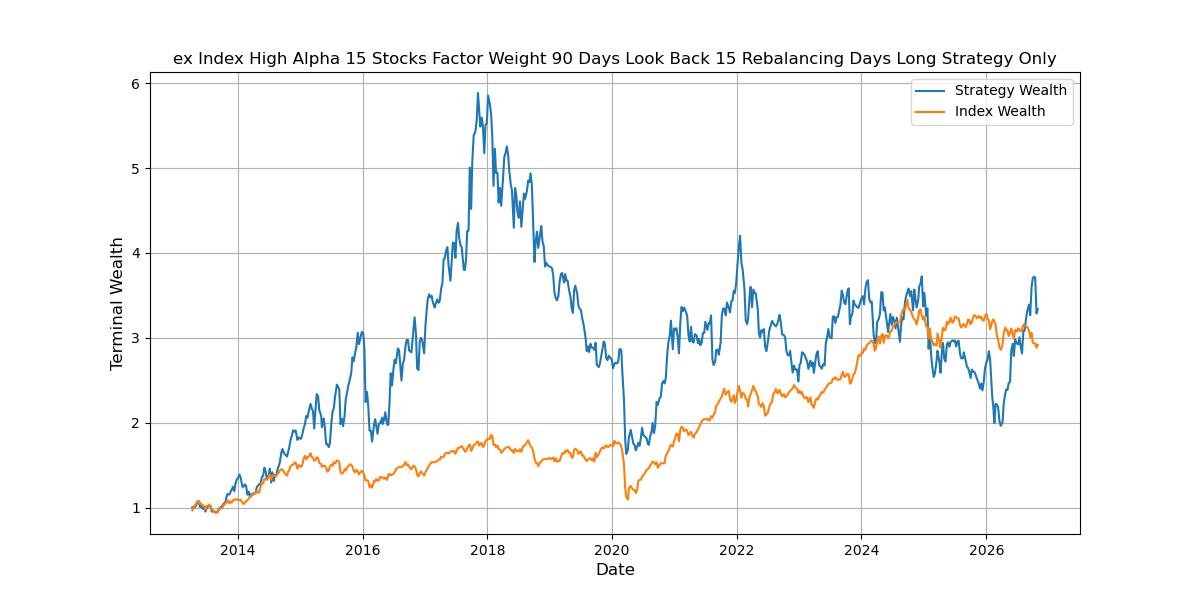 ex Index High Alpha 15 Stocks Factor Weight 90 Days Look Back 15 Rebalancing Days Long Strategy Only
Strategy Wealth
Index Wealth
Terminal Wealth
6
5
4
3
2
1
2014 2016 2018 2020 2022 2024 2026
Date